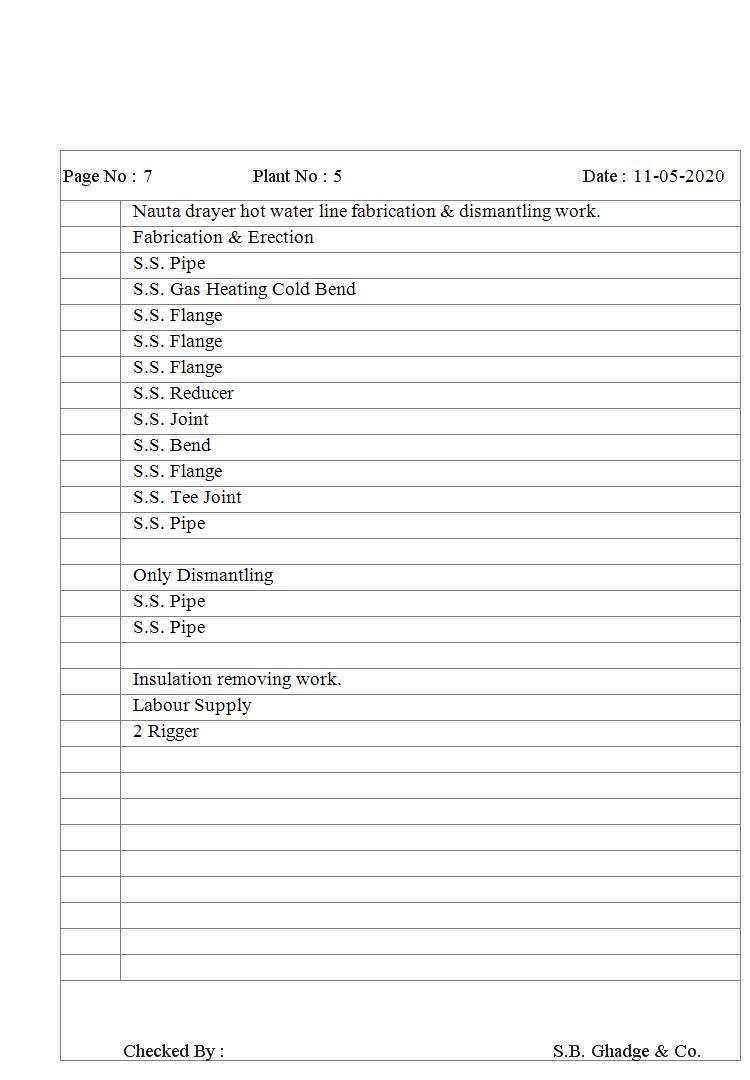 Page No : 7 Plant No : 5 Date : 11-05-2020
Nauta drayer hot water line fabrication & dismantling work.
Fabrication & Erection
S.S. Pipe
S.S. Gas Heating Cold Bend
S.S. Flange
S.S. Flange
S.S. Flange
S.S. Reducer
S.S. Joint
S.S. Bend
S.S. Flange
S.S. Tee Joint
S.S. Pipe
Only Dismantling
S.S. Pipe
S.S. Pipe
Insulation removing work.
Labour Supply
2 Rigger
Checked By : S.B. Ghadge & Co.